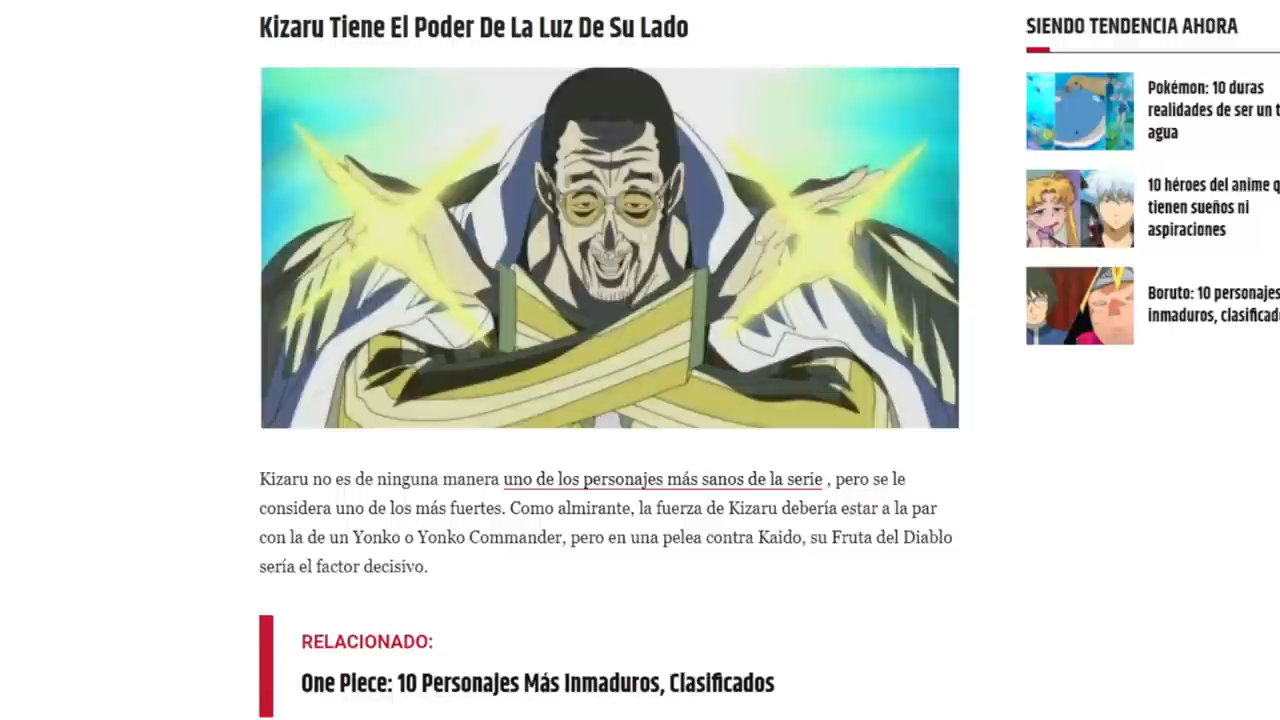 Kizaru Tiene El Poder De La Luz De Su Lado
Kizaru no es de ninguna manera uno de los personajes más sanos de la serie , pero se le
considera uno de los más fuertes. Como almirante, la fuerza de Kizaru debería estar a la par
con la de un Yonko o Yonko Commander, pero en una pelea contra Kaido, su Fruta del Diablo
sería el factor decisivo.
RELACIONADO:
One Piece: 10 Personajes Más Inmaduros, Clasificados
SIENDO TENDENCIA AHORA
Pokémon: 10 duras
realidades de ser un t
agua
10 héroes del anime q
tienen sueños ni
aspiraciones
Boruto: 10 personajes
inmaduros, clasificad